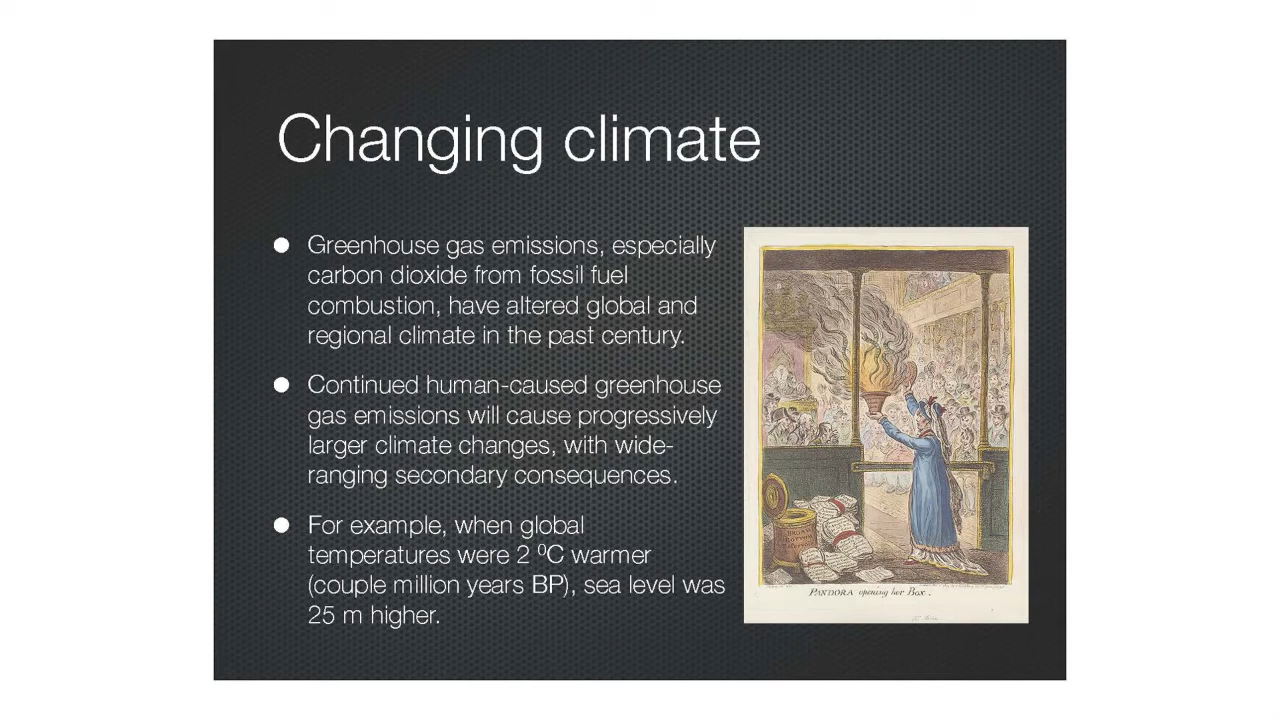 Changing climate
● Greenhouse gas emissions, especially
carbon dioxide from fossil fuel
combustion, have altered global and
regional climate in the past century.
● Continued human-caused greenhouse
gas emissions will cause progressively
larger climate changes, with wide-
ranging secondary consequences.
● For example, when global
temperatures were 2 ⁰C warmer
(couple million years BP), sea level was
25 m higher.
PANDORA opening her Box.